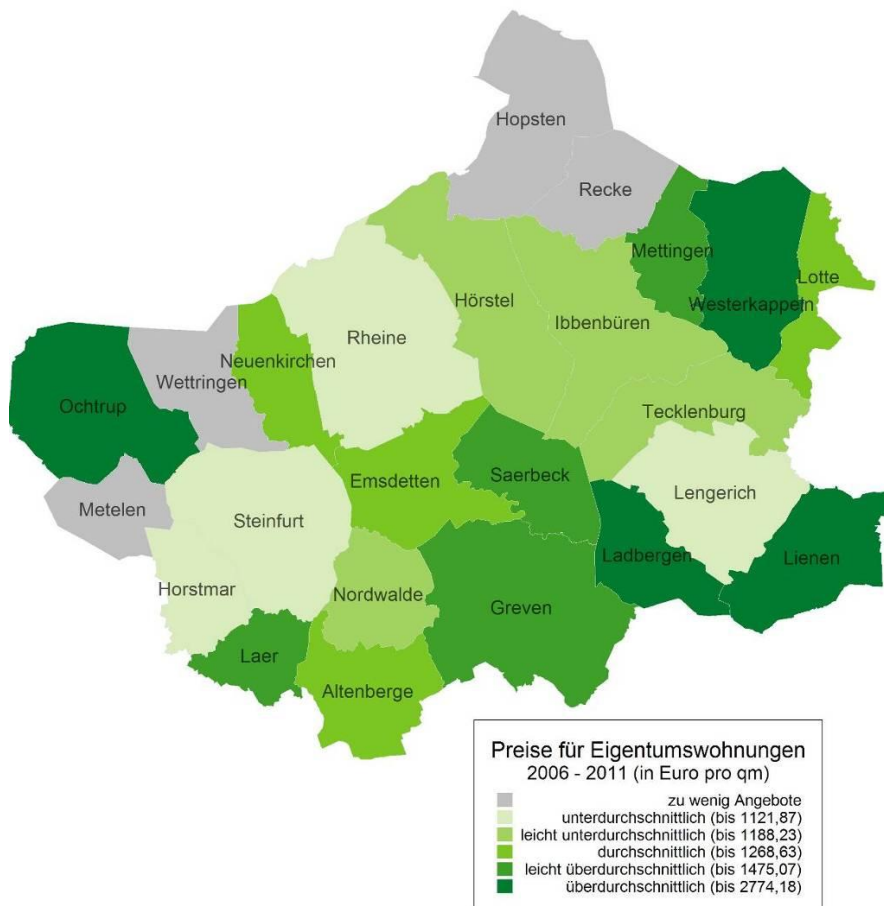 Hopsten
Recke
Mettingen
Lotte
Westerkappeln
Hörstel
Ibbenbüren
Rheine
Neuenkirchen
Wettringen
Ochtrup
Tecklenburg
Saerbeck
Emsdetten
Lengerich
Metelen
Steinfurt
Ladbergen
Lienen
Horstmar
Nordwalde
Greven
Laer
Altenberge
Preise für Eigentumswohnungen
2006 - 2011 (in Euro pro qm)
zu wenig Angebote
unterdurchschnittlich (bis 1121,87)
leicht unterdurchschnittlich (bis 1188,23)
durchschnittlich (bis 1268,63)
leicht überdurchschnittlich (bis 1475,07)
überdurchschnittlich (bis 2774,18)